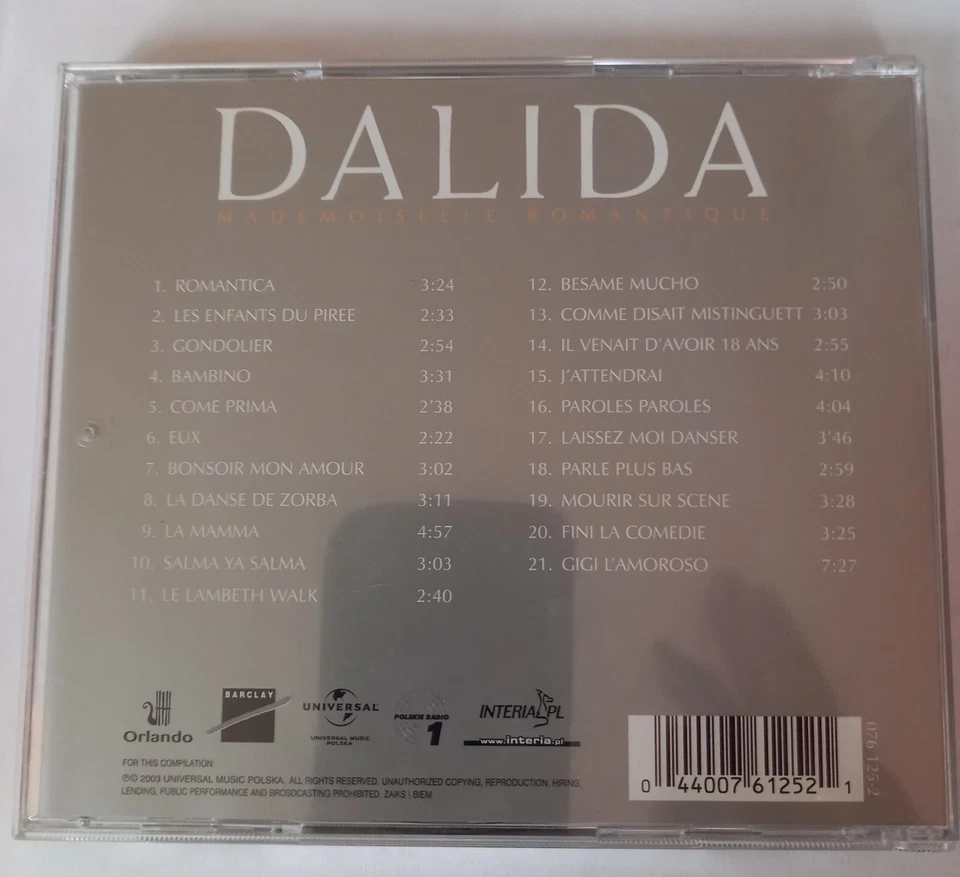 DALIDA
MADEMOISELLE ROMANTIQUE
1. ROMANTICA 3:24
2. LES ENFANTS DU PIREE 2:33
3. GONDOLIER 2:54
4. BAMBINO 3:31
5. COME PRIMA 2'38
6. EUX 2:22
7. BONSOIR MON AMOUR 3:02
8. LA DANSE DE ZORBA 3:11
9. LA MAMMA 4:57
10. SALMA YA SALMA 3:03
11. LE LAMBETH WALK 2:40
12. BESAME MUCHO 2:50
13. COMME DISAIT MISTINGUETT 3:03
14. IL VENAIT D'AVOIR 18 ANS 2:55
15. J'ATTENDRAI 4:10
16. PAROLES PAROLES 4:04
17. LAISSEZ MOI DANSER 3'46
18. PARLE PLUS BAS 2:59
19. MOURIR SUR SCENE 3:28
20. FINI LA COMEDIE 3:25
21. GIGI L'AMOROSO 7:27
Orlando
BARCLAY
UNIVERSAL
UNIVERSAL MUSIC
POLSKA
POLSKIE RADIO
1
INTERIA.PL
www.interia.pl
FOR THIS COMPILATION:
℗© 2003 UNIVERSAL MUSIC POLSKA. ALL RIGHTS RESERVED. UNAUTHORIZED COPYING, REPRODUCTION, HIRING,
LENDING, PUBLIC PERFORMANCE AND BROSDCASTING PROHIBITED. ZAIKS \ BIEM
0 44007 61252 1
076 125-2